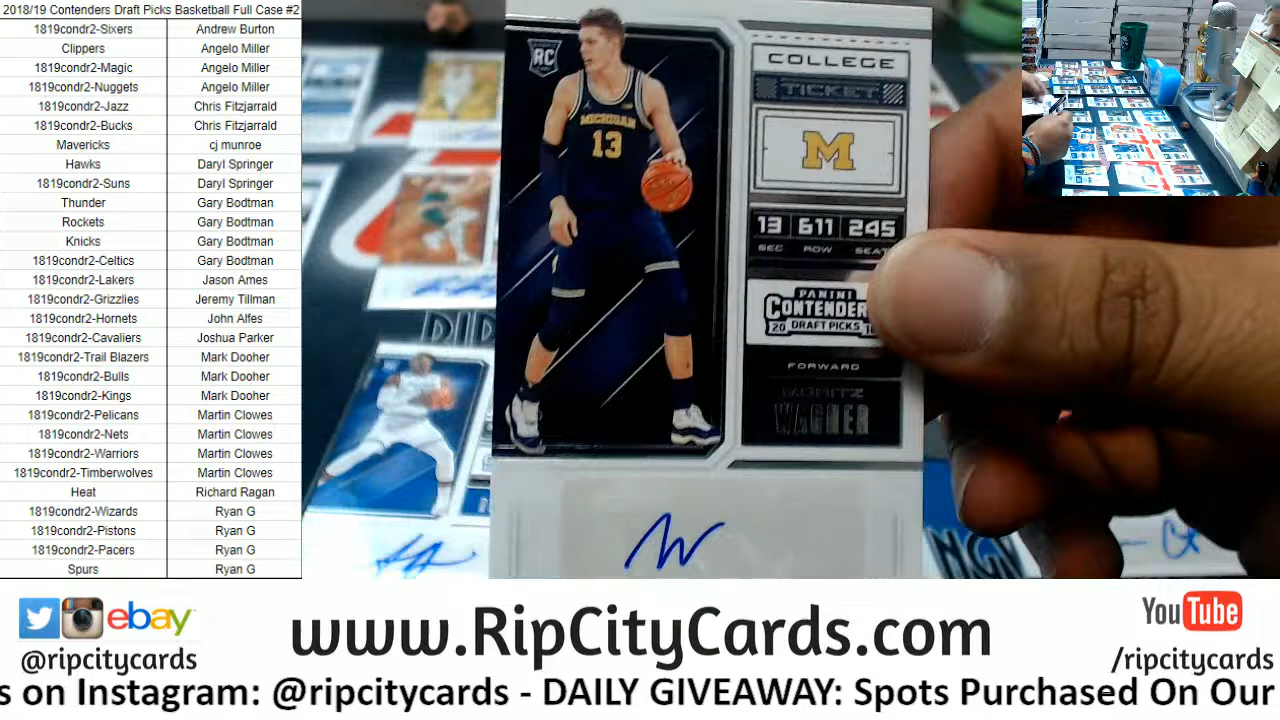 2018/19 Contenders Draft Picks Basketball Full Case #2
1819condr2-Sixers Andrew Burton
Clippers Angelo Miller
1819condr2-Magic Angelo Miller
1819condr2-Nuggets Angelo Miller
1819condr2-Jazz Chris Fitzjarrald
1819condr2-Bucks Chris Fitzjarrald
Mavericks cj munroe
Hawks Daryl Springer
1819condr2-Suns Daryl Springer
Thunder Gary Bodtman
Rockets Gary Bodtman
Knicks Gary Bodtman
1819condr2-Celtics Gary Bodtman
1819condr2-Lakers Jason Ames
1819condr2-Grizzlies Jeremy Tillman
1819condr2-Hornets John Alfes
1819condr2-Cavaliers Joshua Parker
1819condr2-Trail Blazers Mark Dooher
1819condr2-Bulls Mark Dooher
1819condr2-Kings Mark Dooher
1819condr2-Pelicans Martin Clowes
1819condr2-Nets Martin Clowes
1819condr2-Warriors Martin Clowes
1819condr2-Timberwolves Martin Clowes
Heat Richard Ragan
1819condr2-Wizards Ryan G
1819condr2-Pistons Ryan G
1819condr2-Pacers Ryan G
Spurs Ryan G
RC
MICHIGAN
13
COLLEGE
TICKET
M
13 611 245
SEC ROW SEAT
PANINI
CONTENDERS
20 DRAFT PICKS
FORWARD
MORITZ
WAGNER
ebay
@ripcitycards
www.RipCityCards.com
YouTube
/ripcitycards
s on Instagram: @ripcitycards - DAILY GIVEAWAY: Spots Purchased On Our